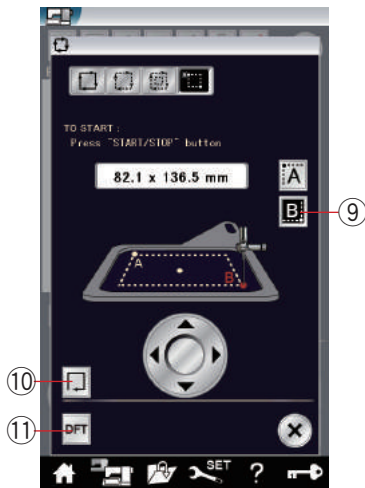 TO START :
Press "START/STOP" button
82.1 x 136.5 mm
A
B
⑨
A
B
⑩
⑪
DFT
SET
?